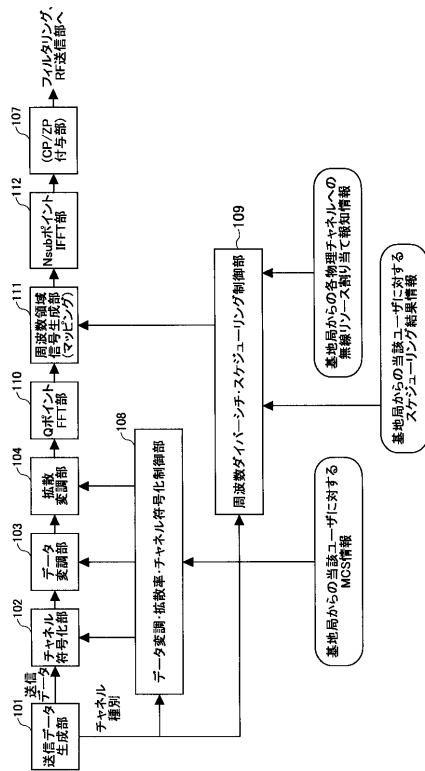 101
送信データ
生成部
送信
データ
チャネル
種別
102
チャネル
符号化部
103
データ
変調部
104
拡散
変調部
110
Qポイント
FFT部
111
周波数領域
信号生成部
(マッピング)
112
Nsubポイント
IFFT部
107
(CP/ZP
付与部)
フィルタリング、
RF送信部へ
108
データ変調・拡散率・チャネル符号化制御部
109
周波数ダイバーシチ・スケジューリング制御部
基地局からの当該ユーザに対する
MCS情報
基地局からの当該ユーザに対する
スケジューリング結果情報
基地局からの各物理チャネルへの
無線リソース割り当て報知情報